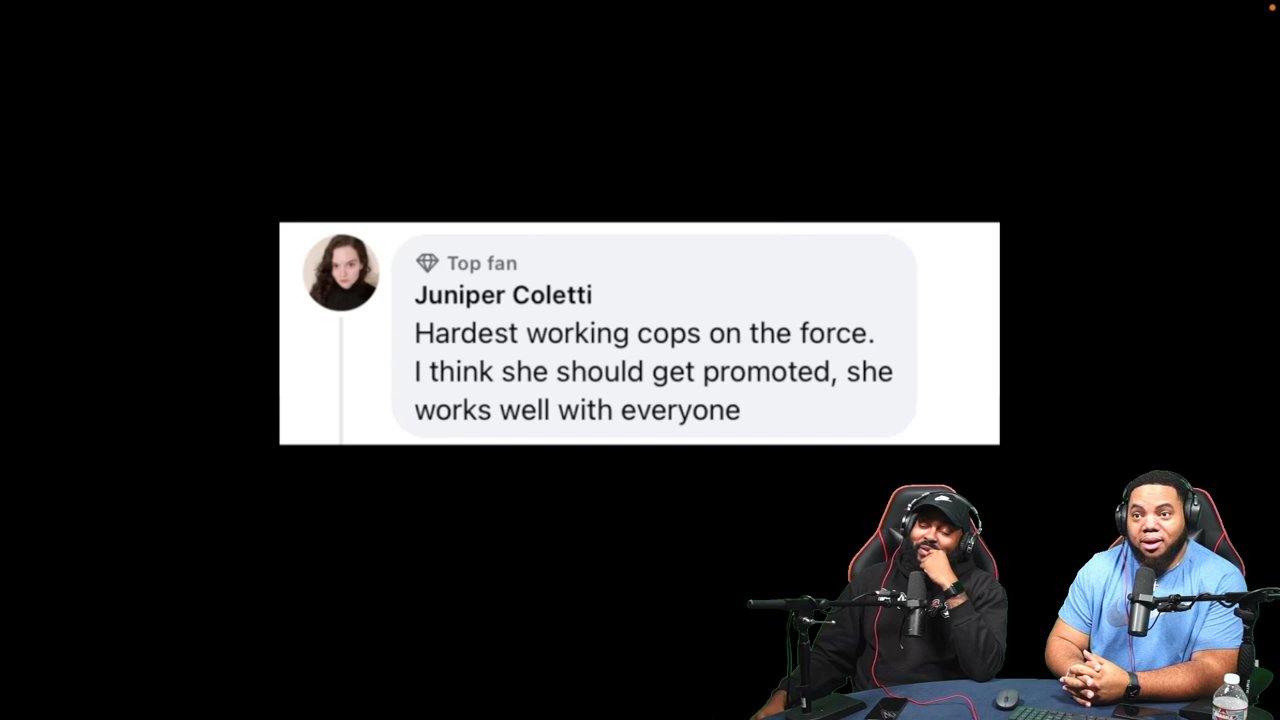 Top fan
Juniper Coletti
Hardest working cops on the force.
I think she should get promoted, she
works well with everyone